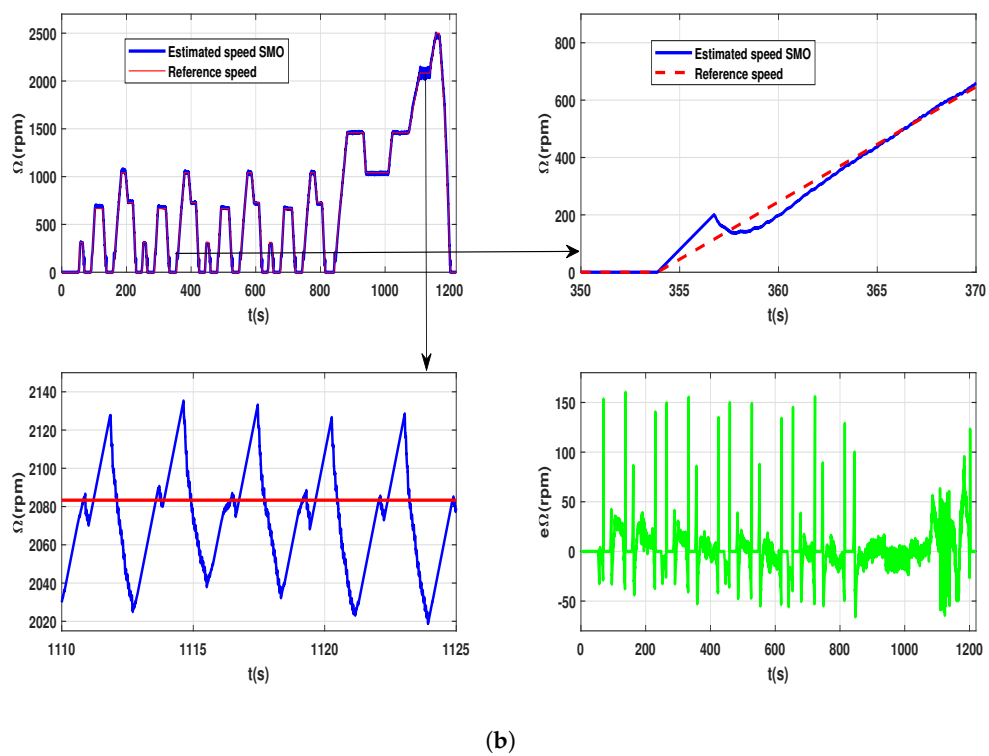 2500
2000
1500
1000
500
0
Ω(rpm)
Estimated speed SMO
Reference speed
0 200 400 600 800 1000 1200
t(s)
800
600
400
200
0
Ω(rpm)
Estimated speed SMO
Reference speed
350 355 360 365 370
t(s)
2140
2120
2100
2080
2060
2040
2020
Ω(rpm)
1110 1115 1120 1125
t(s)
150
100
50
0
-50
eΩ(rpm)
0 200 400 600 800 1000 1200
t(s)
(b)